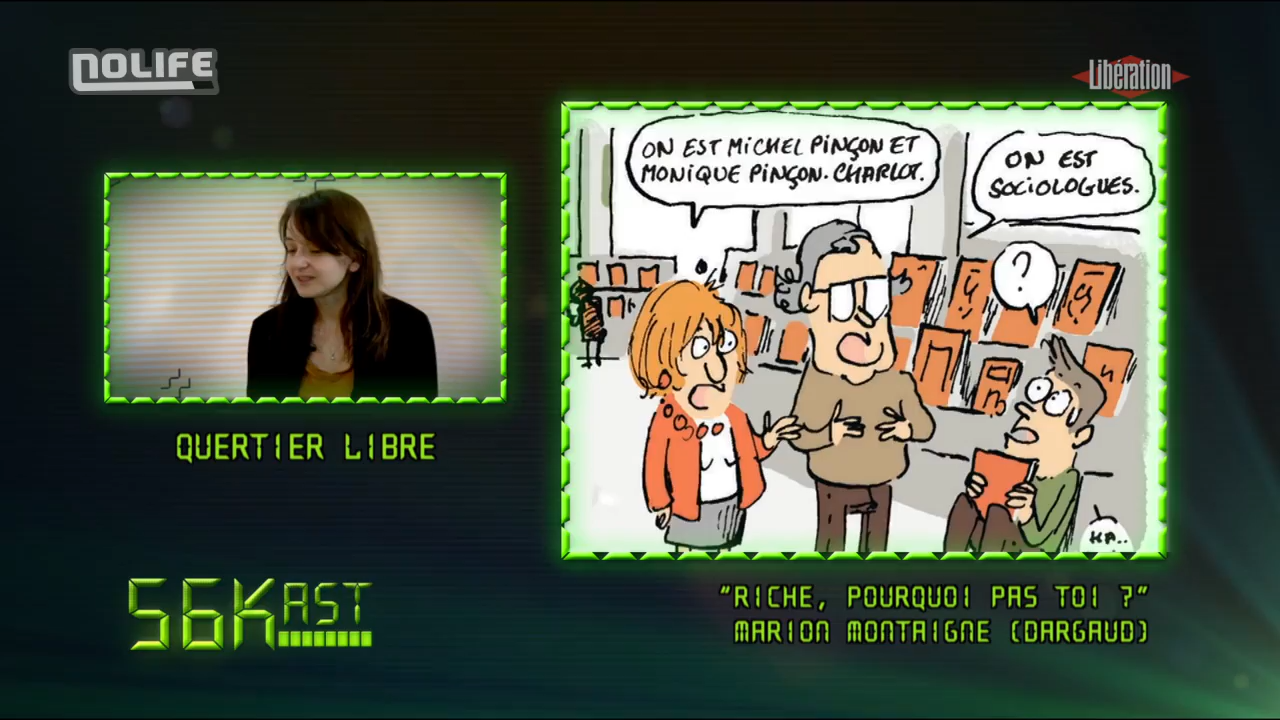 NOLIFE
Libération
ON EST MICHEL PINÇON ET
MONIQUE PINÇON-CHARLOT.
ON EST
SOCIOLOGUES.
?
QUERTIER LIBRE
56KAST
"RICHE, POURQUOI PAS TOI ?"
MARION MONTAIGNE (DARGAUD)